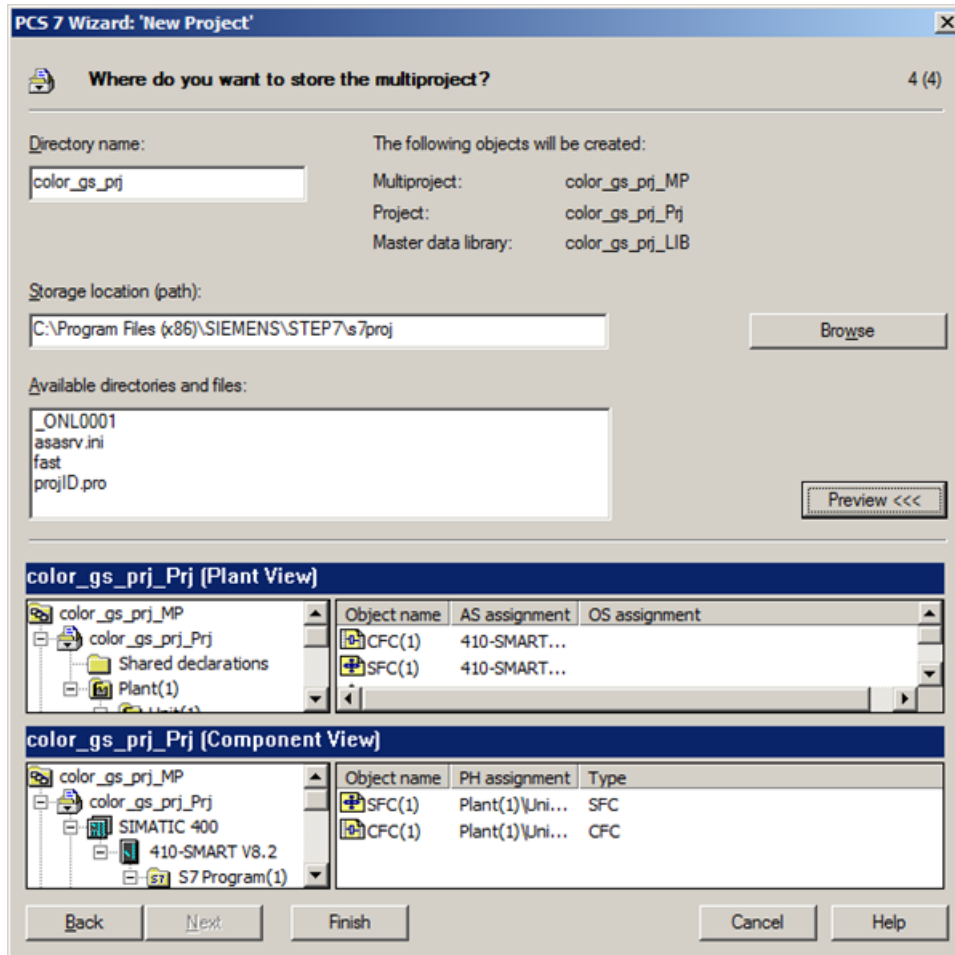 PCS 7 Wizard: 'New Project'
Where do you want to store the multiproject? 4 (4)
Directory name: The following objects will be created:
color_gs_prj Multiproject: color_gs_prj_MP
Project: color_gs_prj_Prj
Master data library: color_gs_prj_LIB
Storage location (path):
C:\Program Files (x86)\SIEMENS\STEP7\s7proj Browse
Available directories and files:
_ONL0001
asasrv.ini
fast
projID.pro
Preview <<<
color_gs_prj_Prj (Plant View)
color_gs_prj_MP Object name AS assignment OS assignment
color_gs_prj_Prj CFC(1) 410-SMART...
Shared declarations SFC(1) 410-SMART...
Plant(1)
Unit(1)
color_gs_prj_Prj (Component View)
color_gs_prj_MP Object name PH assignment Type
color_gs_prj_Prj SFC(1) Plant(1)\Uni... SFC
SIMATIC 400 CFC(1) Plant(1)\Uni... CFC
410-SMART V8.2
S7 Program(1)
Back Next Finish Cancel Help